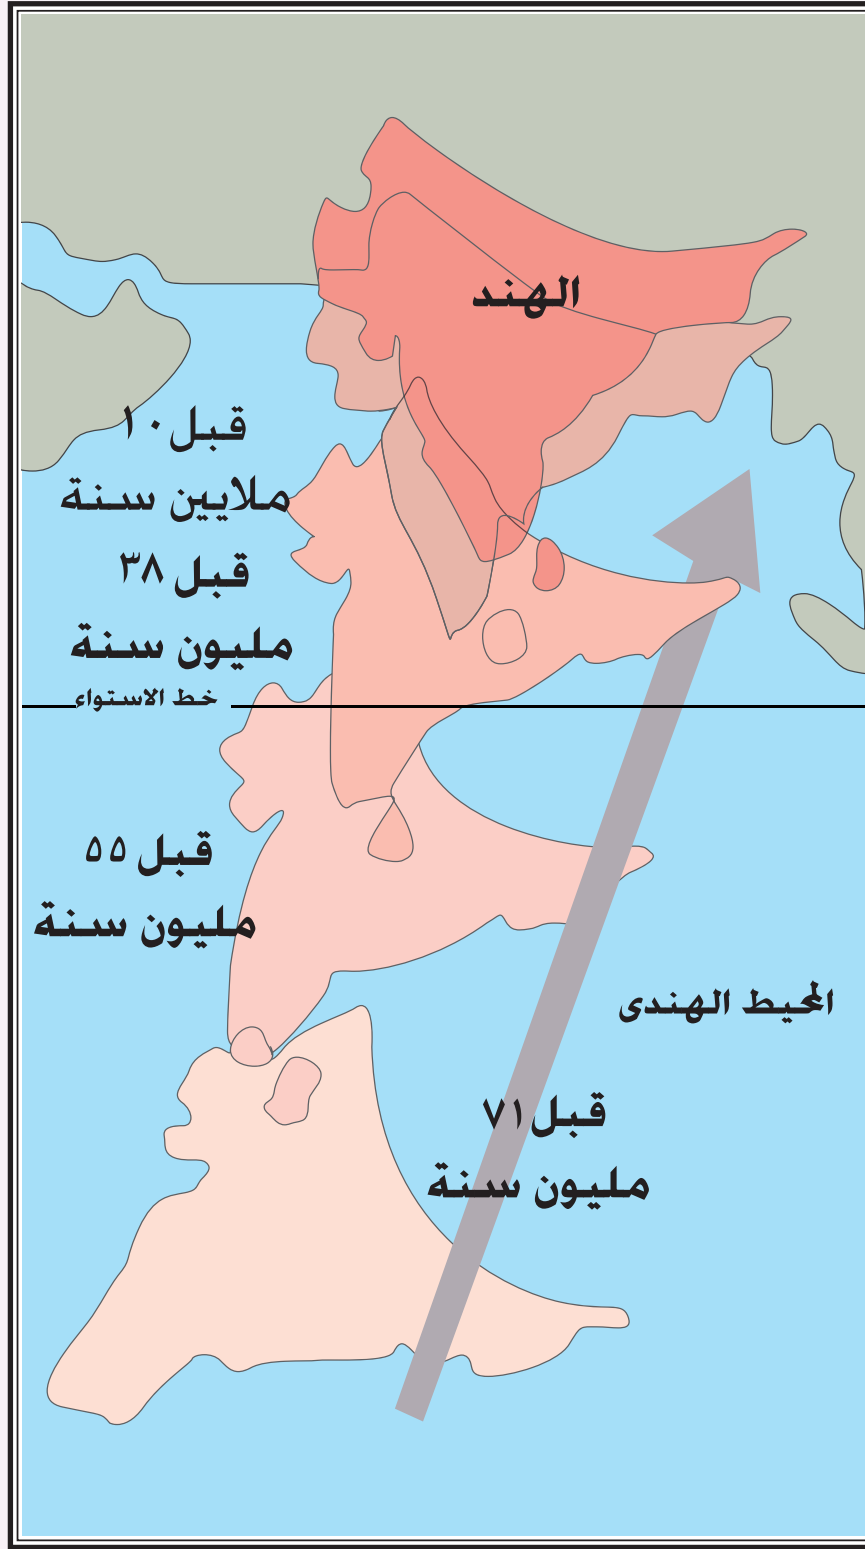 الهند
قبل ١٠
ملايين سنة
قبل ٣٨
مليون سنة
خط الاستواء
قبل ٥٥
مليون سنة
المحيط الهندى
قبل ٧١
مليون سنة